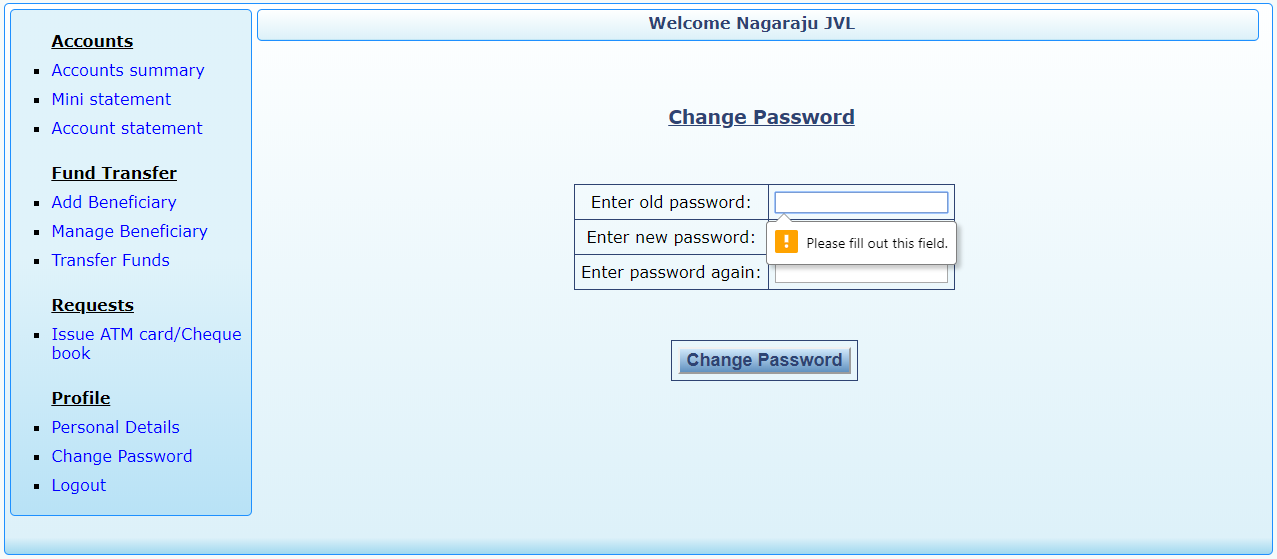 Accounts
Accounts summary
Mini statement
Account statement
Fund Transfer
Add Beneficiary
Manage Beneficiary
Transfer Funds
Requests
Issue ATM card/Cheque
book
Profile
Personal Details
Change Password
Logout
Welcome Nagaraju JVL
Change Password
Enter old password:
Enter new password:
Please fill out this field.
Enter password again:
Change Password